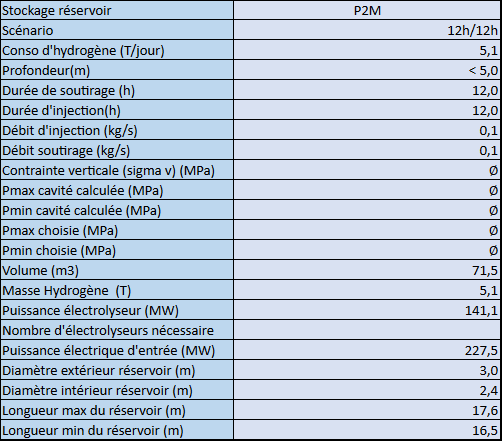 Stockage réservoir P2M
Scénario 12h/12h
Conso d'hydrogène (T/jour) 5,1
Profondeur(m) < 5,0
Durée de soutirage (h) 12,0
Durée d'injection(h) 12,0
Débit d'injection (kg/s) 0,1
Débit soutirage (kg/s) 0,1
Contrainte verticale (sigma v) (MPa) Ø
Pmax cavité calculée (MPa) Ø
Pmin cavité calculée (MPa) Ø
Pmax choisie (MPa) Ø
Pmin choisie (MPa) Ø
Volume (m3) 71,5
Masse Hydrogène (T) 5,1
Puissance électrolyseur (MW) 141,1
Nombre d'électrolyseurs nécessaire
Puissance électrique d'entrée (MW) 227,5
Diamètre extérieur réservoir (m) 3,0
Diamètre intérieur réservoir (m) 2,4
Longueur max du réservoir (m) 17,6
Longueur min du réservoir (m) 16,5